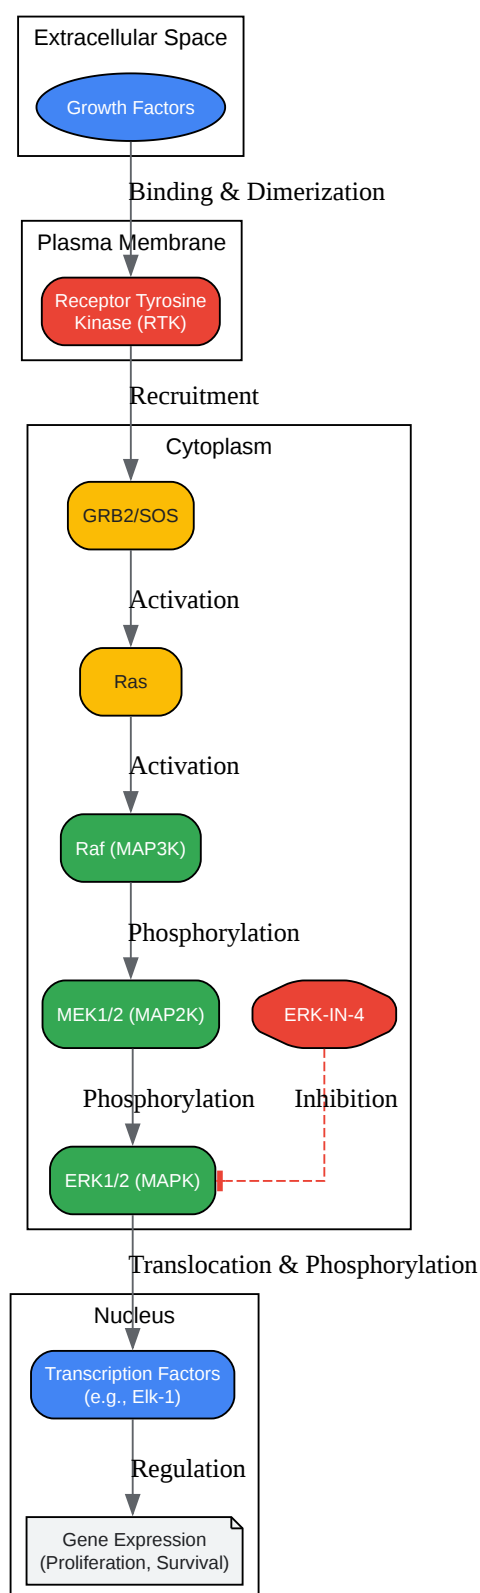 Extracellular Space
Growth Factors
Binding & Dimerization
Plasma Membrane
Receptor Tyrosine
Kinase (RTK)
Recruitment
Cytoplasm
GRB2/SOS
Activation
Ras
Activation
Raf (MAP3K)
Phosphorylation
MEK1/2 (MAP2K)
ERK-IN-4
Phosphorylation
Inhibition
ERK1/2 (MAPK)
Translocation & Phosphorylation
Nucleus
Transcription Factors
(e.g., Elk-1)
Regulation
Gene Expression
(Proliferation, Survival)